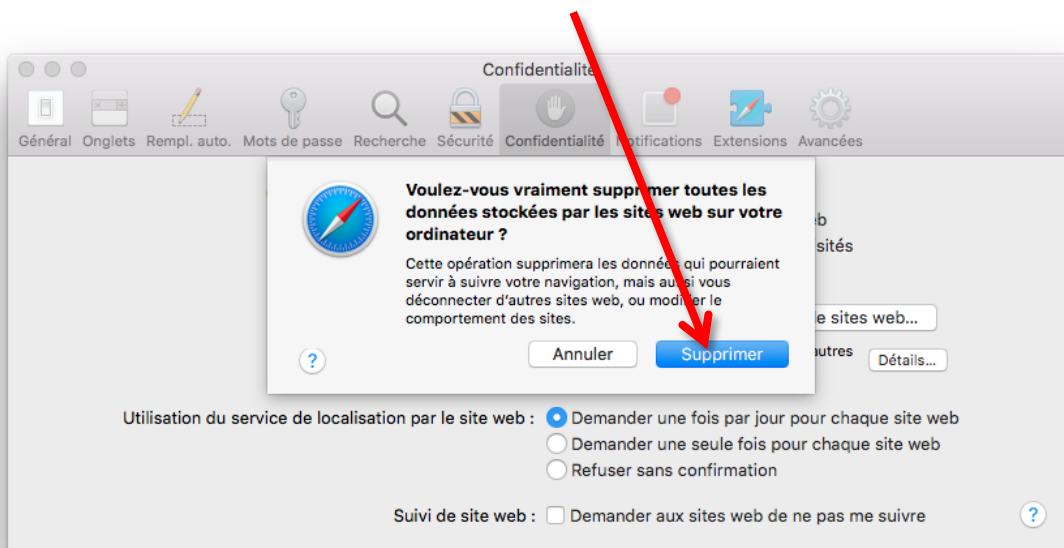 Confidentialité
Général Onglets Rempl. auto. Mots de passe Recherche Sécurité Confidentialité Notifications Extensions Avancées
Voulez-vous vraiment supprimer toutes les
données stockées par les sites web sur votre
ordinateur ?
Cette opération supprimera les données qui pourraient
servir à suivre votre navigation, mais aussi vous
déconnecter d'autres sites web, ou modifier le
comportement des sites.
? Annuler Supprimer
sites web...
Détails...
Utilisation du service de localisation par le site web : Demander une fois par jour pour chaque site web
Demander une seule fois pour chaque site web
Refuser sans confirmation
Suivi de site web : Demander aux sites web de ne pas me suivre ?